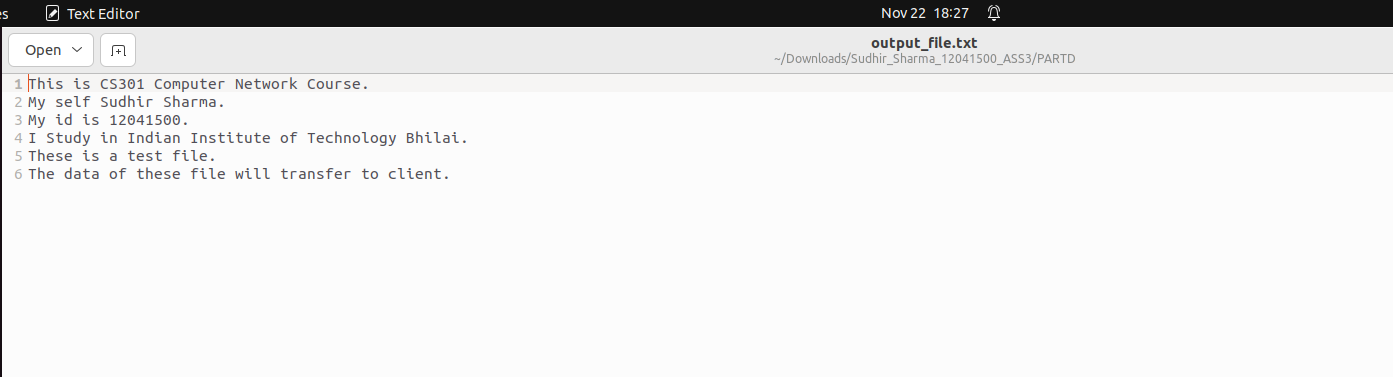 es Text Editor Nov 22 18:27
Open output_file.txt
~/Downloads/Sudhir_Sharma_12041500_ASS3/PARTD
1 This is CS301 Computer Network Course.
2 My self Sudhir Sharma.
3 My id is 12041500.
4 I Study in Indian Institute of Technology Bhilai.
5 These is a test file.
6 The data of these file will transfer to client.